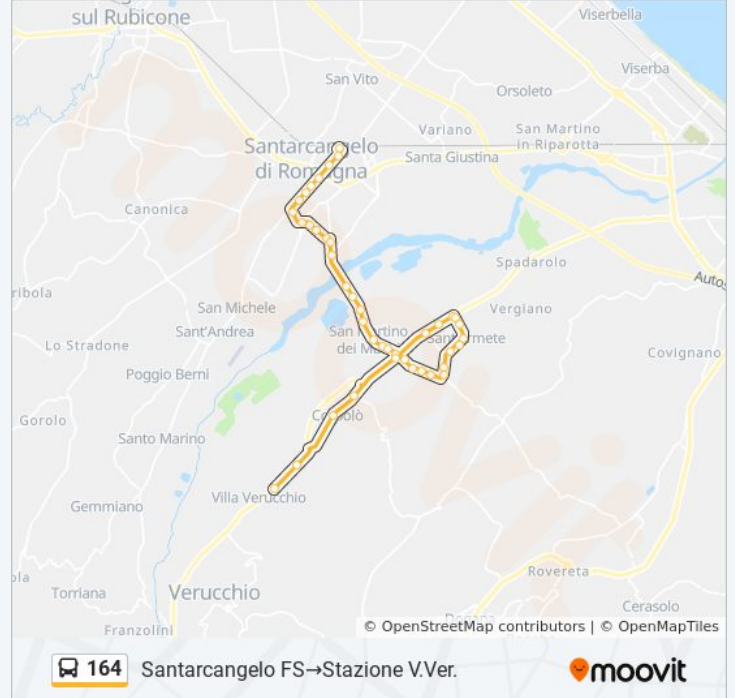 sul Rubicone
Viserbella
Viserba
San Vito
Orsoleto
Variano
San Martino
in Riparotta
Santarcangelo
di Romagna
Santa Giustina
Canonica
Spadarolo
Autos
ribola
San Michele
Vergiano
Sant'Andrea
San Martino
dei M
Lo Stradone
Covignano
Poggio Berni
Gorolo
Santo Marino
Villa Verucchio
Gemmiano
Rovereta
Torriana
Verucchio
Cerasolo
Franzolini
© OpenStreetMap contributors | © OpenMapTiles
164 Santarcangelo FS→Stazione V.Ver.
moovit